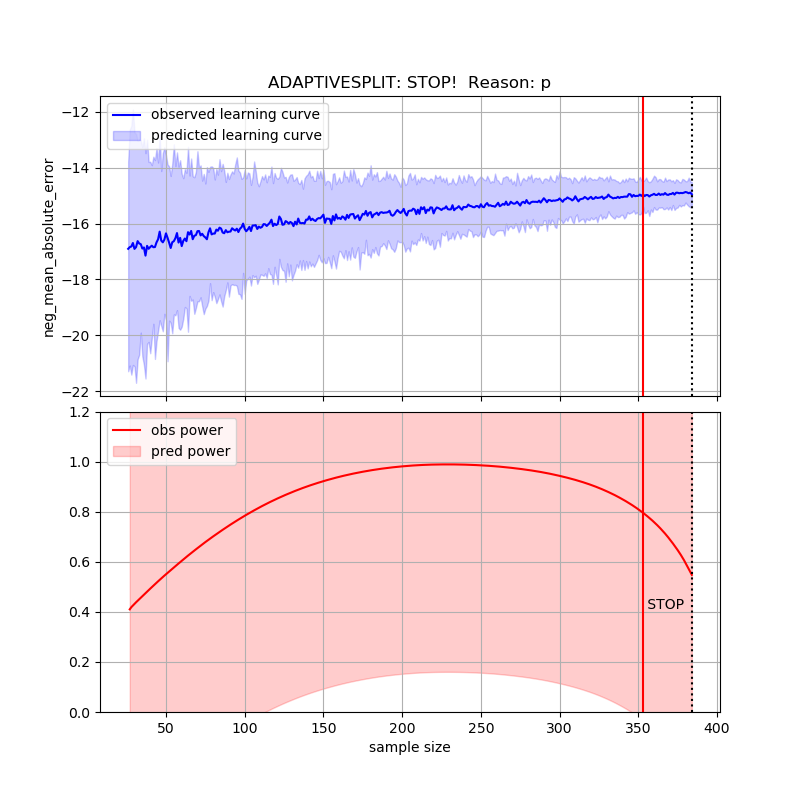 ADAPTIVESPLIT: STOP!  Reason: p
observed learning curve
predicted learning curve
neg_mean_absolute_error
−12
−14
−16
−18
−20
−22
obs power
pred power
1.2
1.0
0.8
0.6
0.4
0.2
0.0
STOP
50
100
150
200
250
300
350
400
sample size